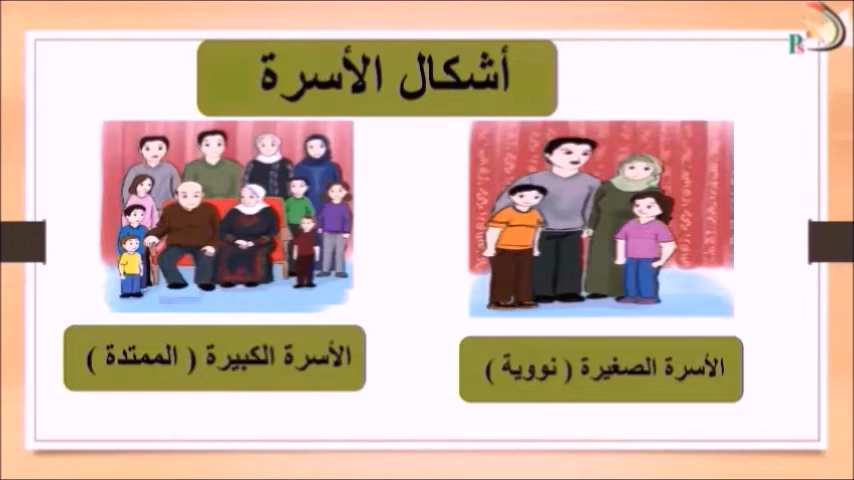 أشكال الأسرة
الأسرة الصغيرة ( نووية )
الأسرة الكبيرة ( الممتدة )